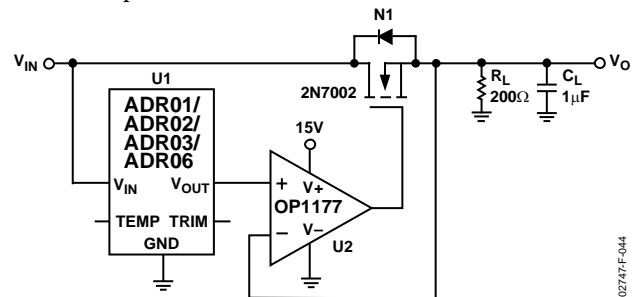 N1
V_IN
V_O
U1
ADR01/
ADR02/
ADR03/
ADR06
2N7002
R_L
200Ω
C_L
1μF
15V
V_IN
V_OUT
+
V+
OP1177
−
V−
U2
TEMP
TRIM
GND
02747-F-044